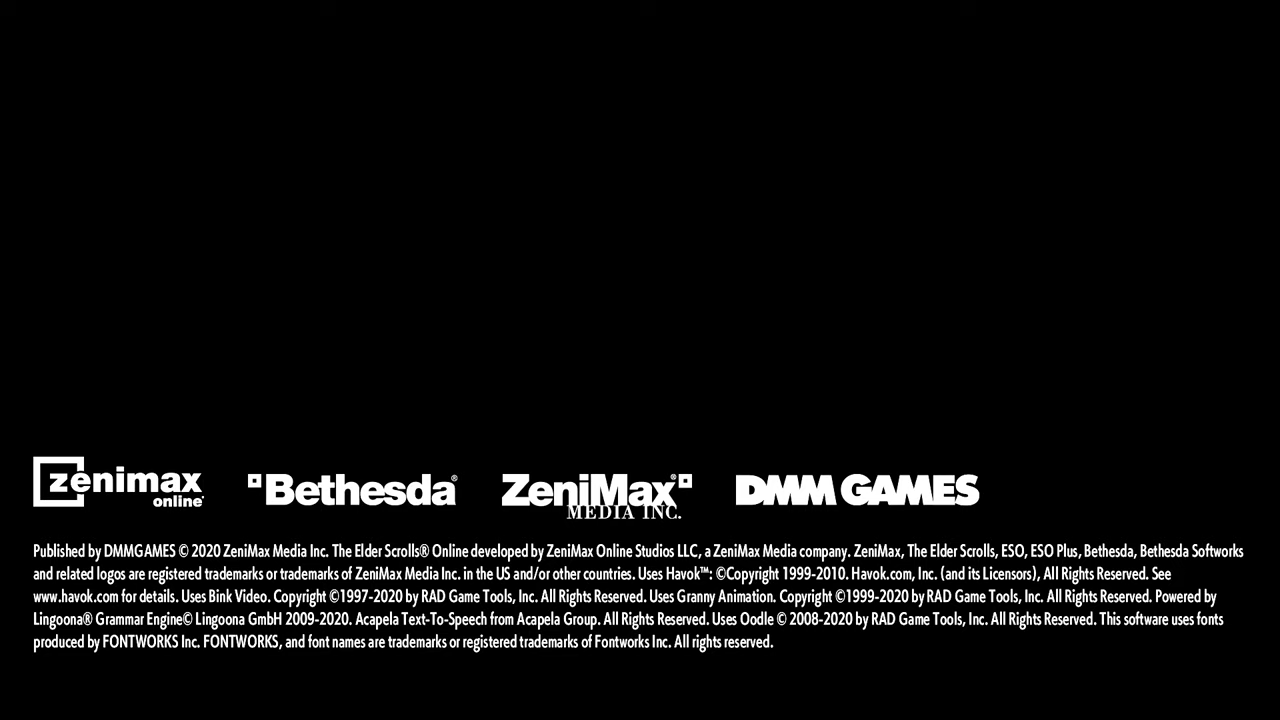 zenimax online
Bethesda®
ZeniMax®
MEDIA INC.
DMM GAMES
Published by DMMGAMES © 2020 ZeniMax Media Inc. The Elder Scrolls® Online developed by ZeniMax Online Studios LLC, a ZeniMax Media company. ZeniMax, The Elder Scrolls, ESO, ESO Plus, Bethesda, Bethesda Softworks
and related logos are registered trademarks or trademarks of ZeniMax Media Inc. in the US and/or other countries. Uses Havok™: ©Copyright 1999-2010. Havok.com, Inc. (and its Licensors), All Rights Reserved. See
www.havok.com for details. Uses Bink Video. Copyright ©1997-2020 by RAD Game Tools, Inc. All Rights Reserved. Uses Granny Animation. Copyright ©1999-2020 by RAD Game Tools, Inc. All Rights Reserved. Powered by
Lingoona® Grammar Engine© Lingoona GmbH 2009-2020. Acapela Text-To-Speech from Acapela Group. All Rights Reserved. Uses Oodle © 2008-2020 by RAD Game Tools, Inc. All Rights Reserved. This software uses fonts
produced by FONTWORKS Inc. FONTWORKS, and font names are trademarks or registered trademarks of Fontworks Inc. All rights reserved.